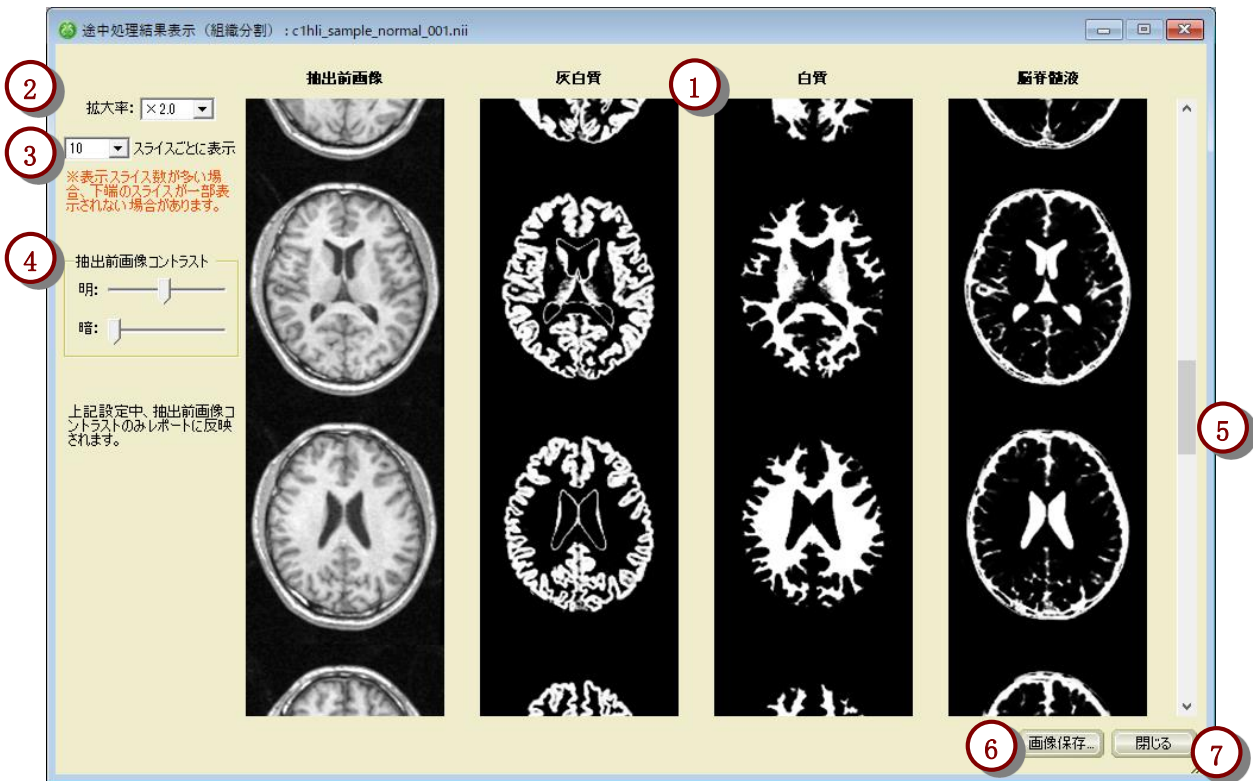 途中処理結果表示（組織分割）：c1hli_sample_normal_001.nii
抽出前画像
灰白質
①
白質
脳脊髄液
②
拡大率： ×2.0
③
10 スライスごとに表示
※表示スライス数が多い場
合、下端のスライスが一部表
示されない場合があります。
④
抽出前画像コントラスト
明：
暗：
上記設定中、抽出前画像コ
ントラストのみレポートに反映
されます。
⑤
⑥
画像保存...
閉じる
⑦